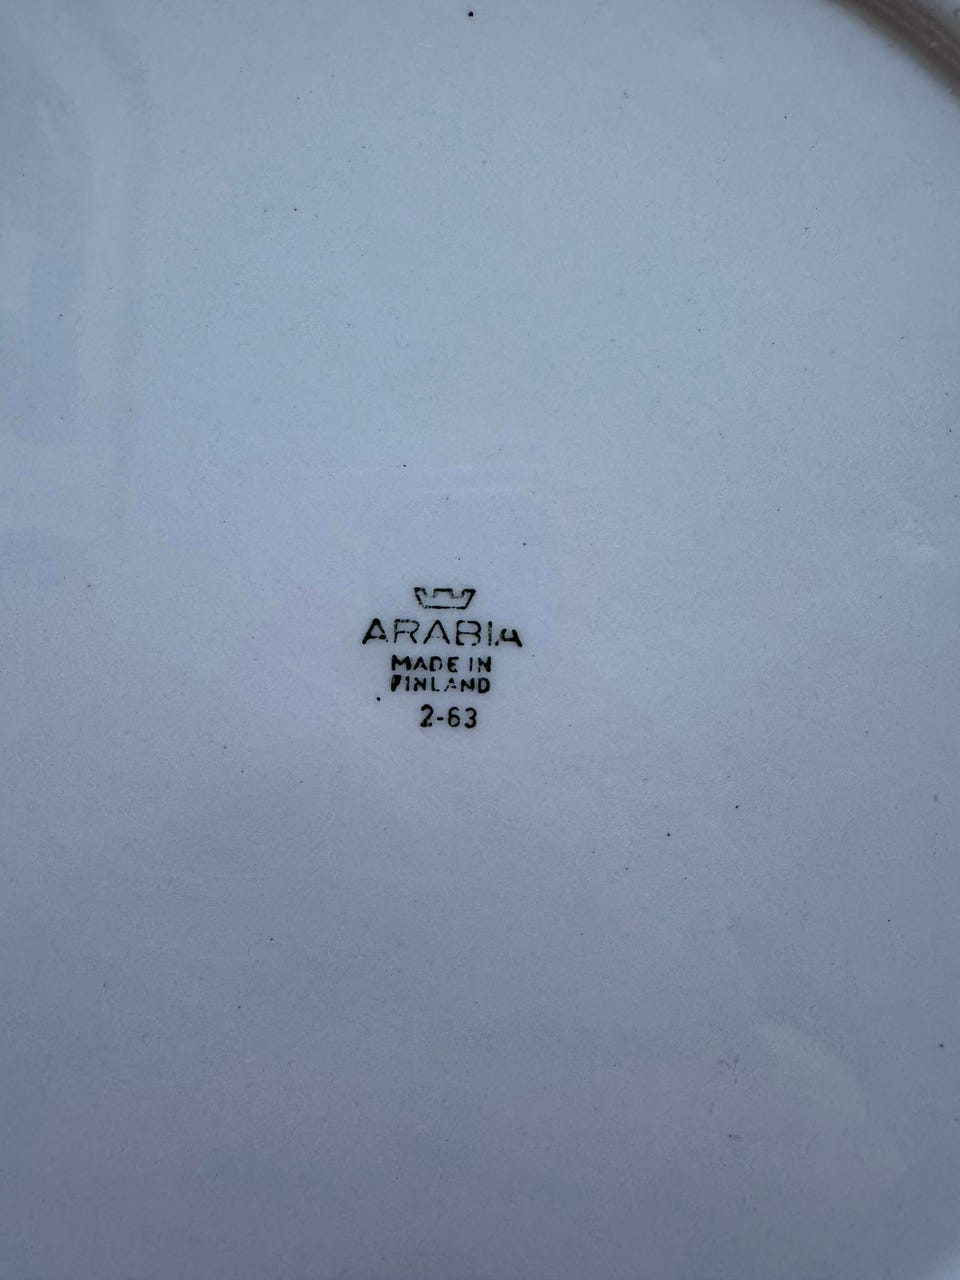 ARABIA
MADE IN
FINLAND
2-63